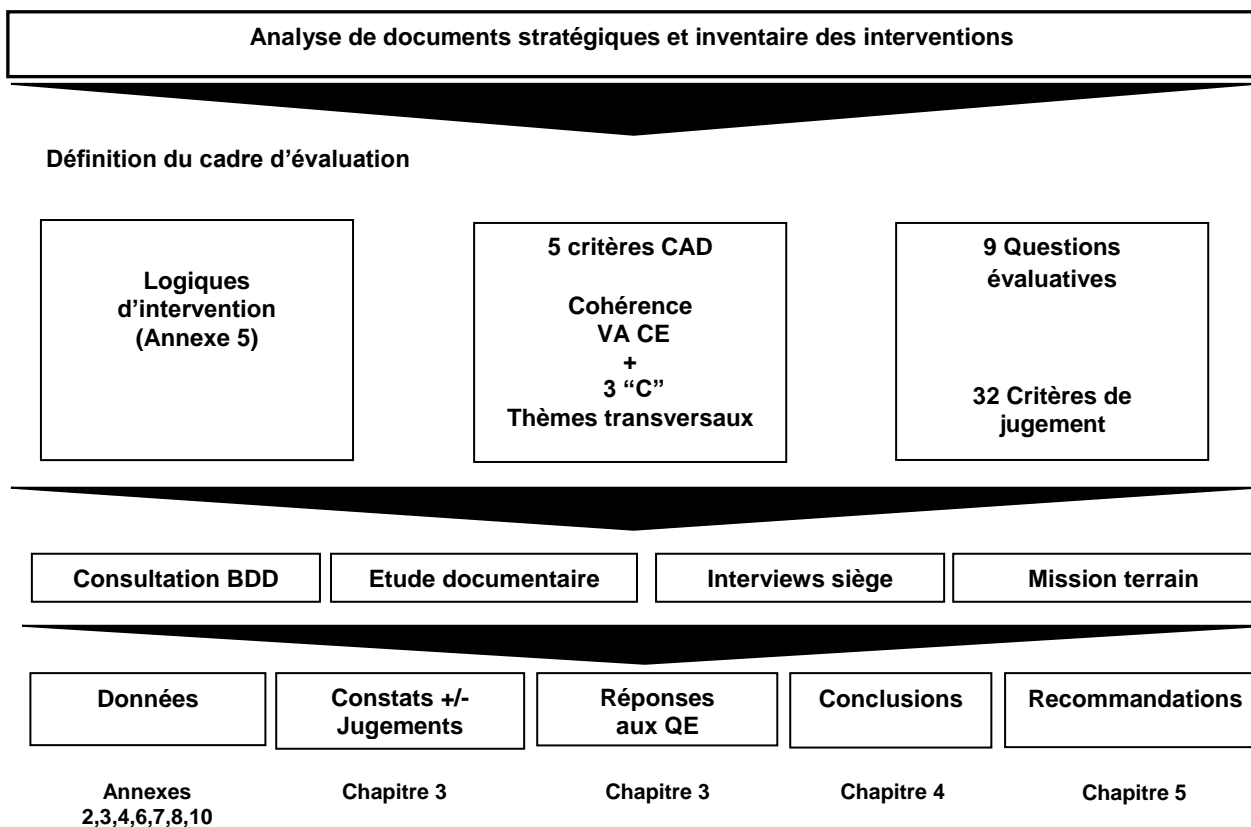 Analyse de documents stratégiques et inventaire des interventions
Définition du cadre d'évaluation
Logiques
d'intervention
(Annexe 5)
5 critères CAD
Cohérence
VA CE
+
3 "C"
Thèmes transversaux
9 Questions
évaluatives
32 Critères de
jugement
Consultation BDD
Etude documentaire
Interviews siège
Mission terrain
Données
Constats +/-
Jugements
Réponses
aux QE
Conclusions
Recommandations
Annexes
2,3,4,6,7,8,10
Chapitre 3
Chapitre 3
Chapitre 4
Chapitre 5